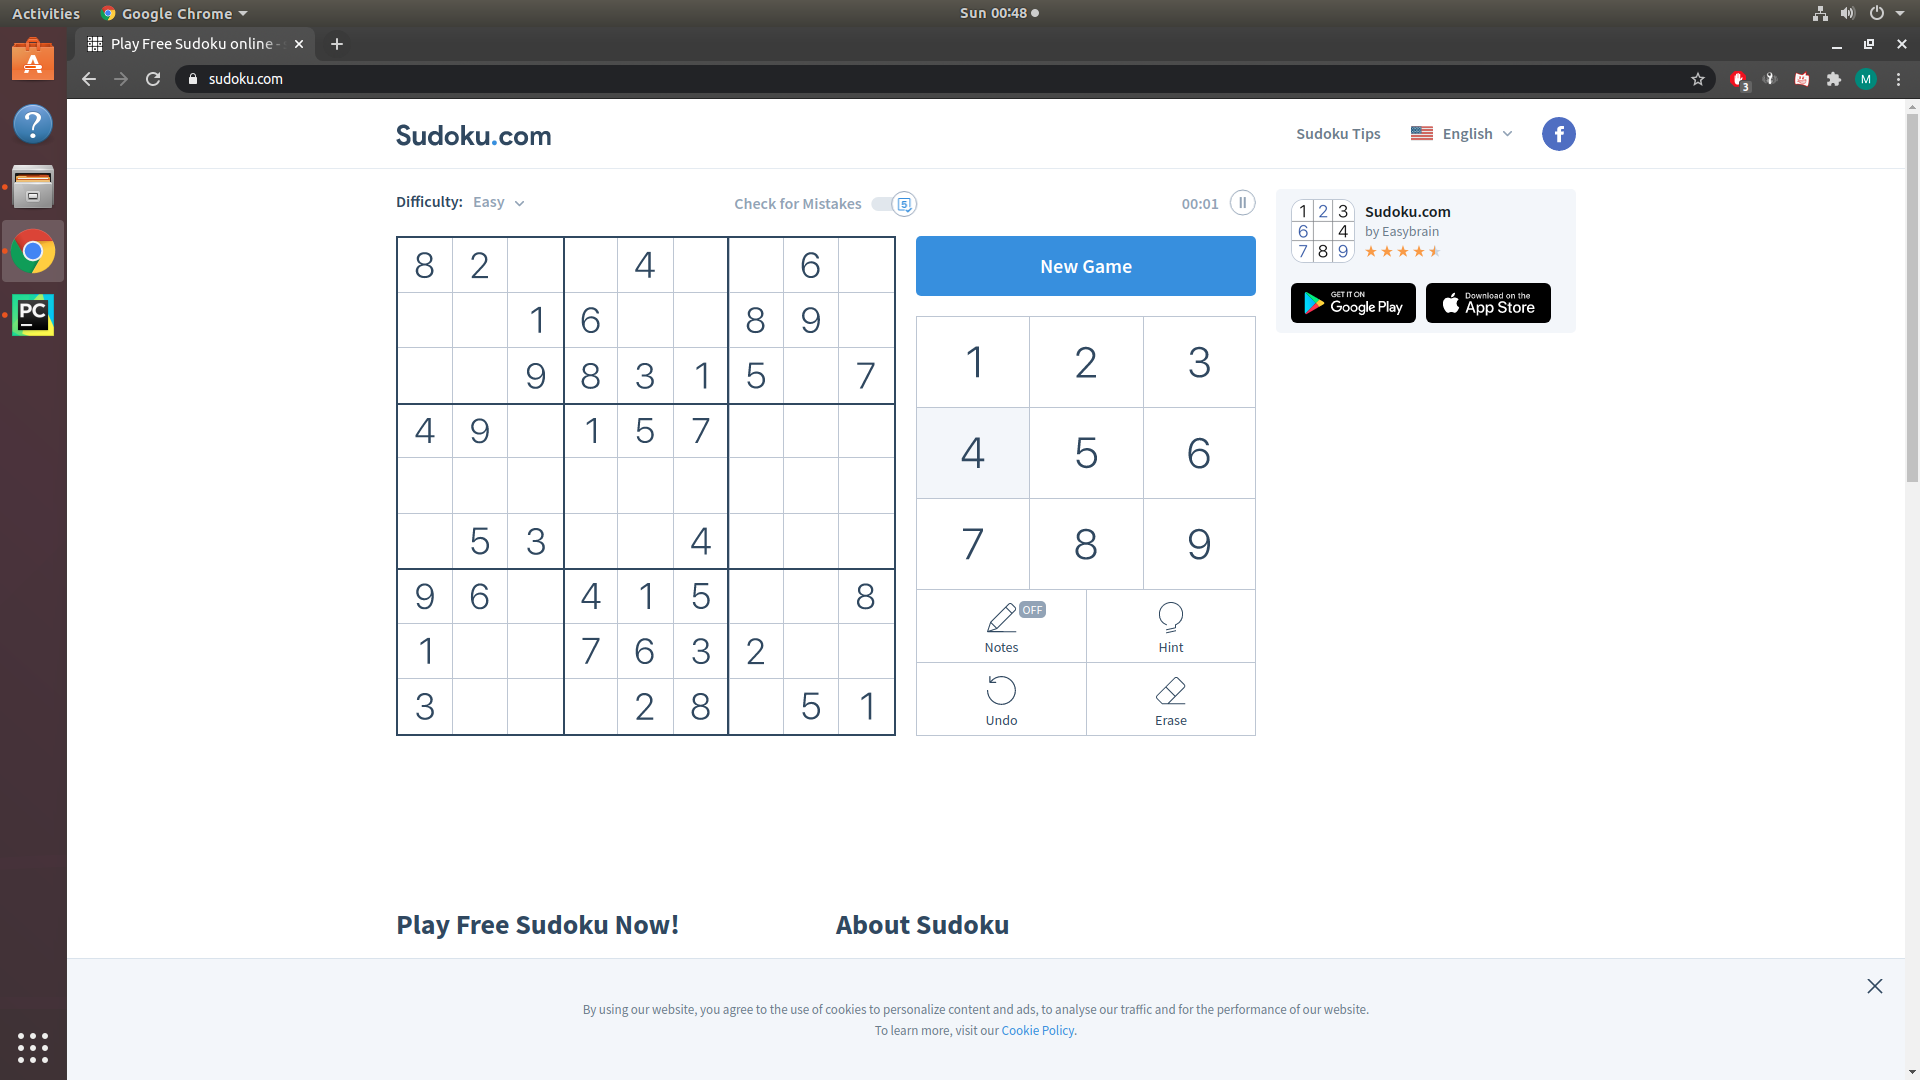 Activities
Google Chrome
Sun 00:48
Play Free Sudoku online -
sudoku.com
3
M
Sudoku.com
Sudoku Tips
English
Difficulty: Easy
Check for Mistakes
00:01
New Game
8 2 4 6
1 6 8 9
9 8 3 1 5 7
4 9 1 5 7
5 3 4
9 6 4 1 5 8
1 7 6 3 2
3 2 8 5 1
1 2 3
4 5 6
7 8 9
OFF
Notes
Hint
Undo
Erase
1 2 3
6 4
7 8 9
Sudoku.com
by Easybrain
GET IT ON
Google Play
Download on the
App Store
PC
Play Free Sudoku Now!
About Sudoku
By using our website, you agree to the use of cookies to personalize content and ads, to analyse our traffic and for the performance of our website.
To learn more, visit our Cookie Policy.